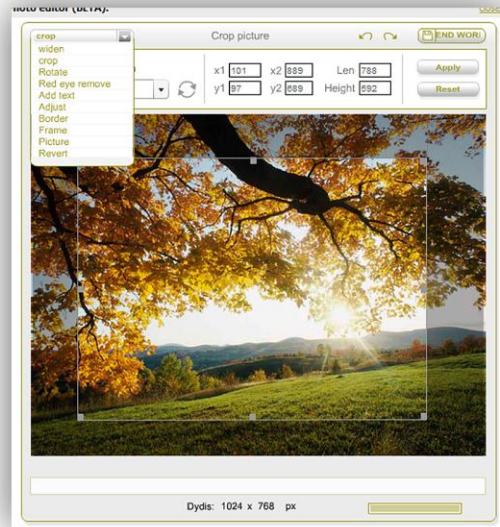 hoto editor (BETA).
close
crop
Crop picture
END WORI
widen
crop
Rotate
Red eye remove
Add text
Adjust
Border
Frame
Picture
Revert
x1 101 x2 889 Len 788
y1 97 y2 689 Height 592
Apply
Reset
Dydis: 1024 x 768 px